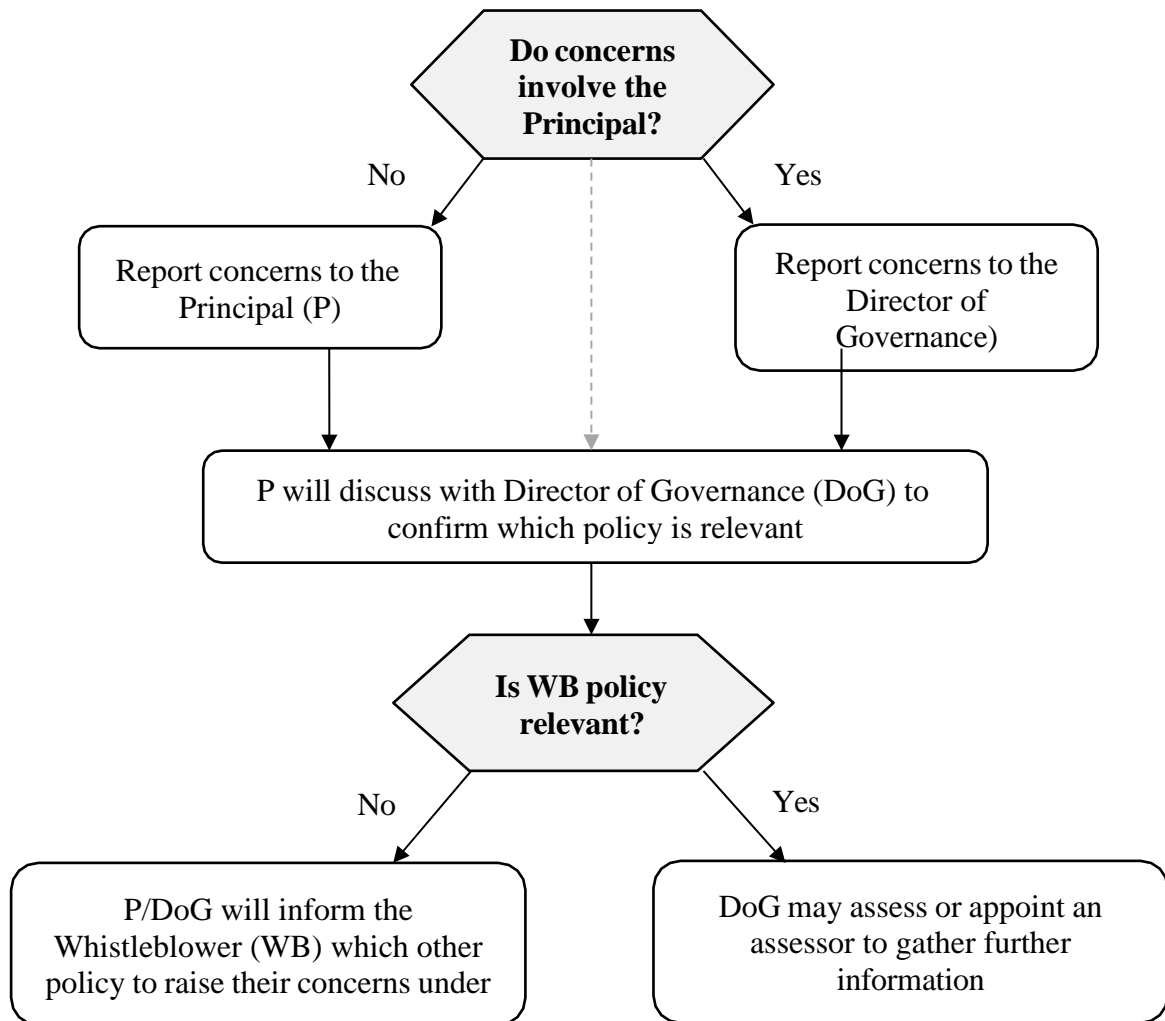 Do concerns
involve the
Principal?
No
Yes
Report concerns to the
Principal (P)
Report concerns to the
Director of
Governance)
P will discuss with Director of Governance (DoG) to
confirm which policy is relevant
Is WB policy
relevant?
No
Yes
P/DoG will inform the
Whistleblower (WB) which other
policy to raise their concerns under
DoG may assess or appoint an
assessor to gather further
information